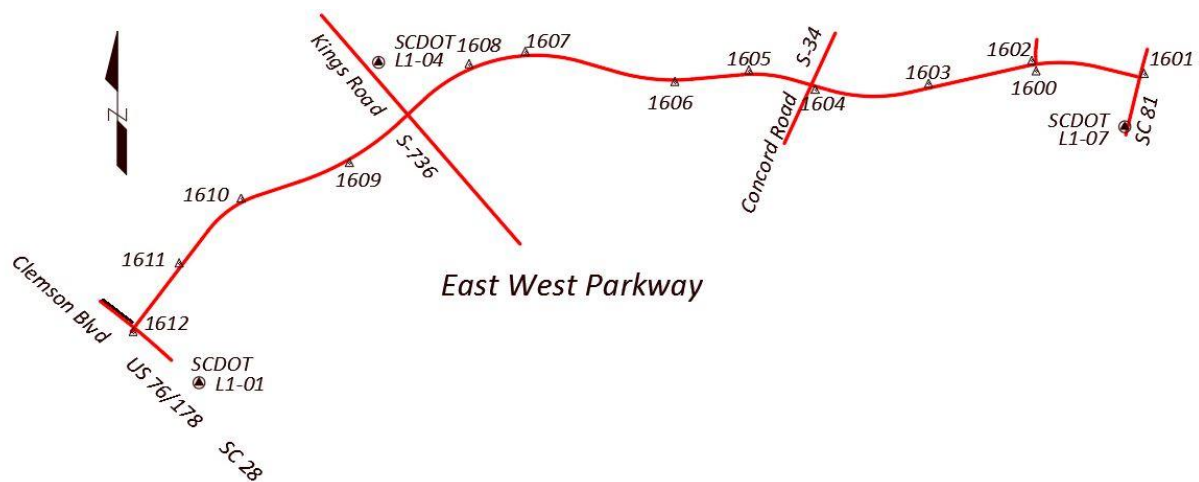 Kings Road
SCDOT
L1-04
1608
1607
1605
S-34
1602
1601
1603
1600
1606
1604
Concord Road
SCDOT
L1-07
SC 81
S-736
1609
1610
1611
East West Parkway
Clemson Blvd
1612
SCDOT
L1-01
US 76/178
SC 28
N